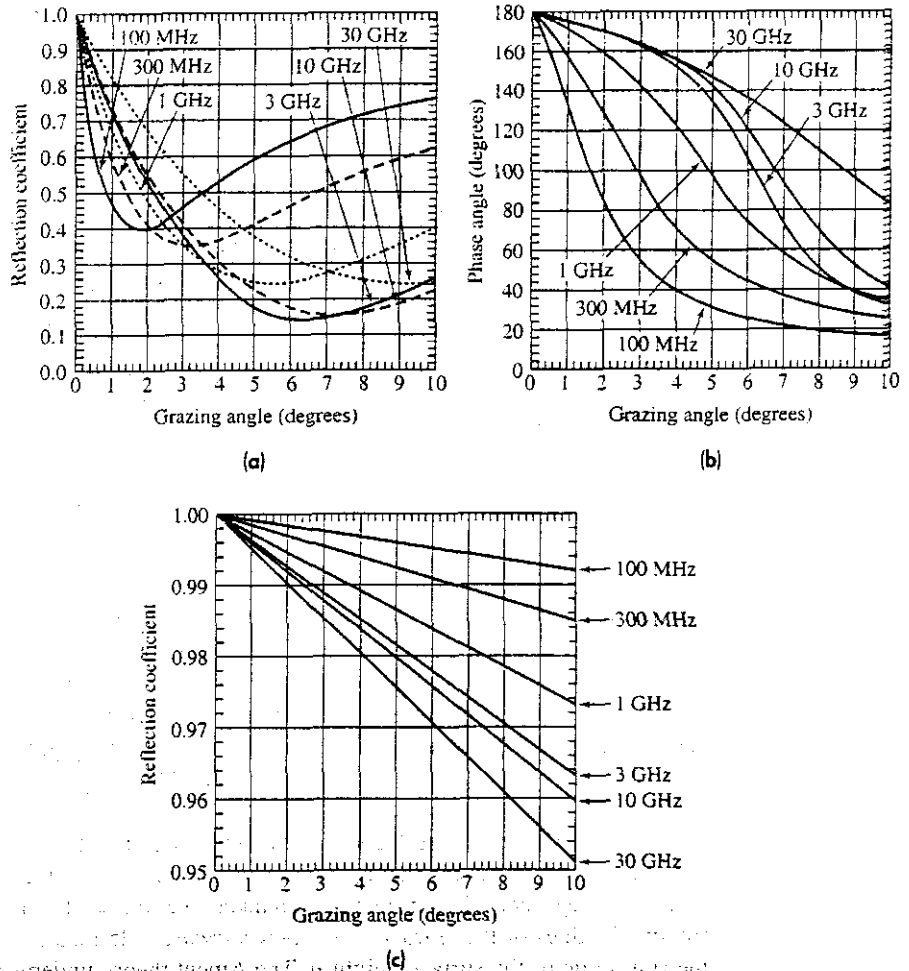 Reflection coefficient
1.0
0.9
0.8
0.7
0.6
0.5
0.4
0.3
0.2
0.1
0.0
100 MHz
300 MHz
1 GHz
30 GHz
10 GHz
3 GHz
0 1 2 3 4 5 6 7 8 9 10
Grazing angle (degrees)
(a)
Phase angle (degrees)
180
160
140
120
100
80
60
40
20
0
30 GHz
10 GHz
3 GHz
1 GHz
300 MHz
100 MHz
0 1 2 3 4 5 6 7 8 9 10
Grazing angle (degrees)
(b)
Reflection coefficient
1.00
0.99
0.98
0.97
0.96
0.95
100 MHz
300 MHz
1 GHz
3 GHz
10 GHz
30 GHz
0 1 2 3 4 5 6 7 8 9 10
Grazing angle (degrees)
(c)